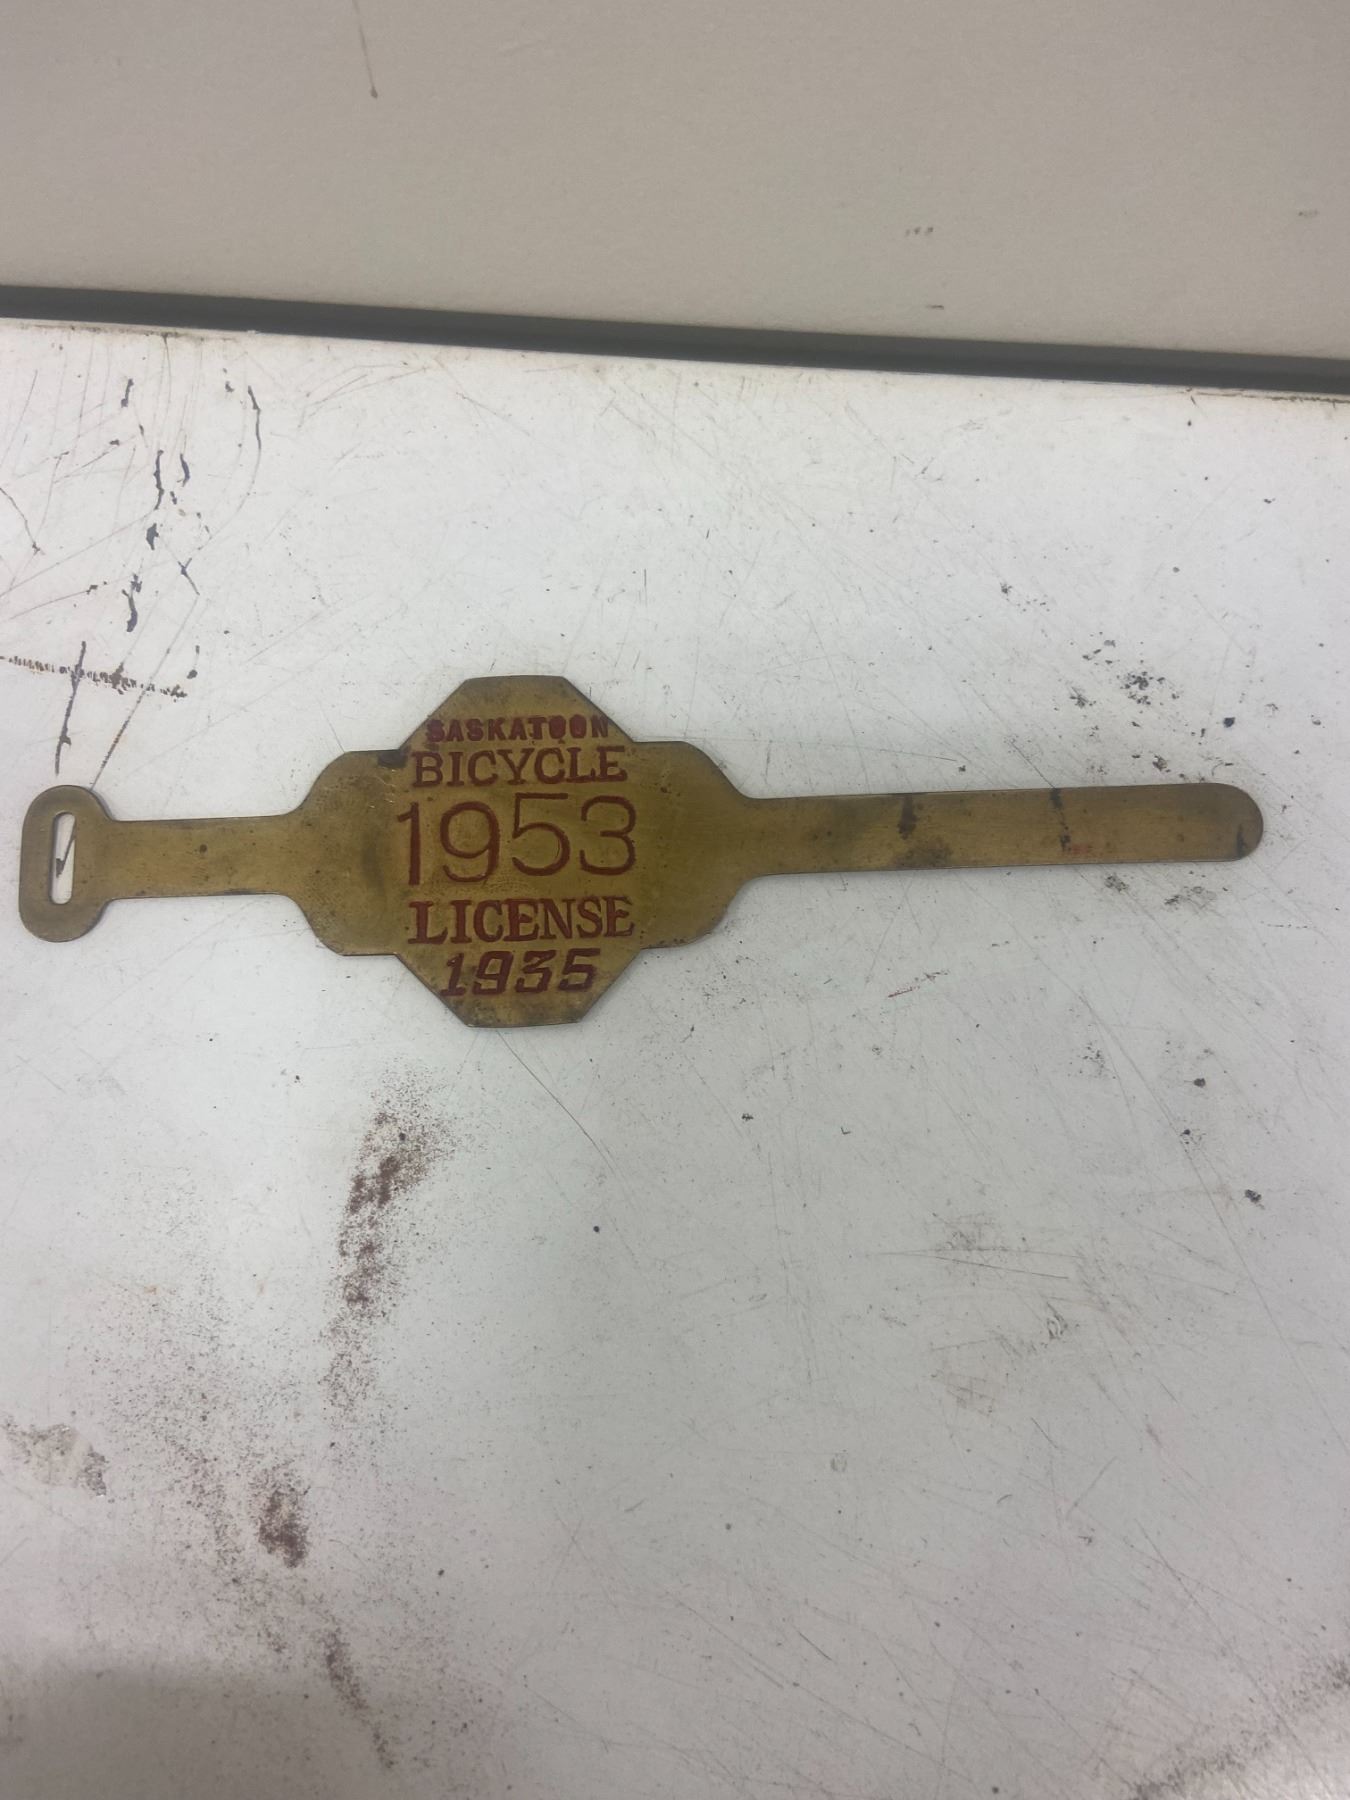 SASKATOON
BICYCLE
1953
LICENSE
1935